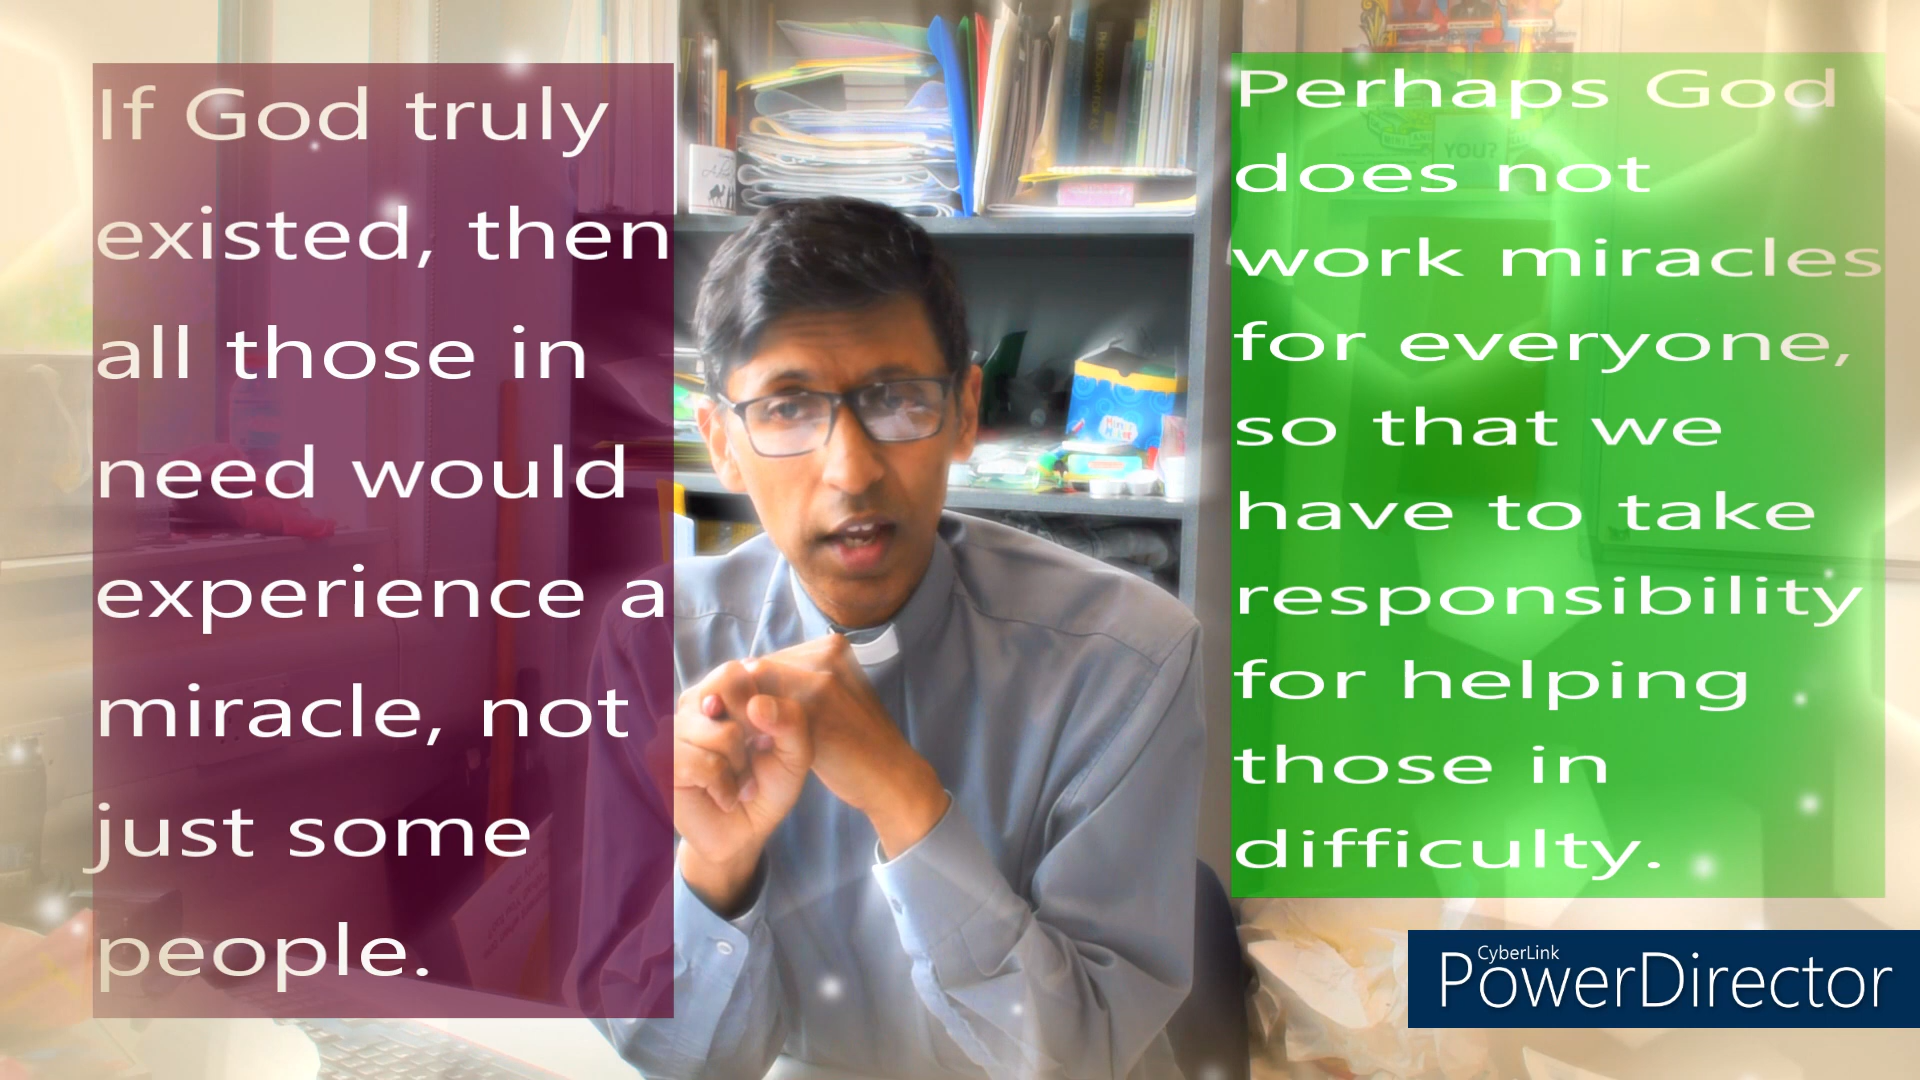 If God truly
existed, then
all those in
need would
experience a
miracle, not
just some
people.
Perhaps God
does not
work miracles
for everyone,
so that we
have to take
responsibility
for helping
those in
difficulty.
YOU?
CyberLink
PowerDirector